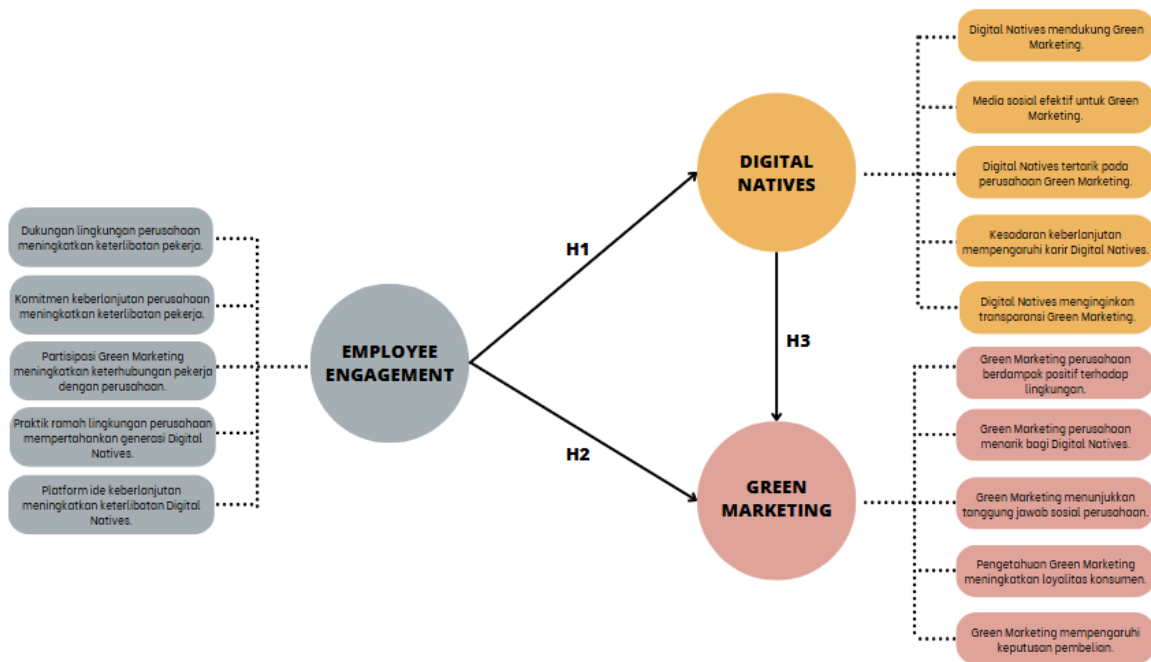 Dukungan lingkungan perusahaan
meningkatkan keterlibatan pekerja.
Komitmen keberlanjutan perusahaan
meningkatkan keterlibatan pekerja.
Partisipasi Green Marketing
meningkatkan keterhubungan pekerja
dengan perusahaan.
Praktik ramah lingkungan perusahaan
mempertahankan generasi Digital
Natives.
Platform ide keberlanjutan
meningkatkan keterlibatan Digital
Natives.
EMPLOYEE
ENGAGEMENT
H1
H2
DIGITAL
NATIVES
H3
GREEN
MARKETING
Digital Natives mendukung Green
Marketing.
Media sosial efektif untuk Green
Marketing.
Digital Natives tertarik pada
perusahaan Green Marketing.
Kesadaran keberlanjutan
mempengaruhi karir Digital Natives.
Digital Natives menginginkan
transparansi Green Marketing.
Green Marketing perusahaan
berdampak positif terhadap
lingkungan.
Green Marketing perusahaan
menarik bagi Digital Natives.
Green Marketing menunjukkan
tanggung jawab sosial perusahaan.
Pengetahuan Green Marketing
meningkatkan loyalitas konsumen.
Green Marketing mempengaruhi
keputusan pembelian.